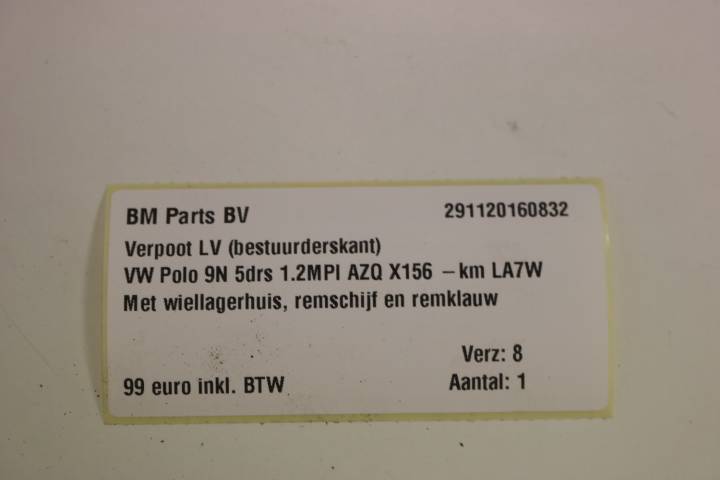 BM Parts BV 291120160832
Verpoot LV (bestuurderskant)
VW Polo 9N 5drs 1.2MPI AZQ X156 – km LA7W
Met wiellagerhuis, remschijf en remklauw
Verz: 8
99 euro inkl. BTW Aantal: 1